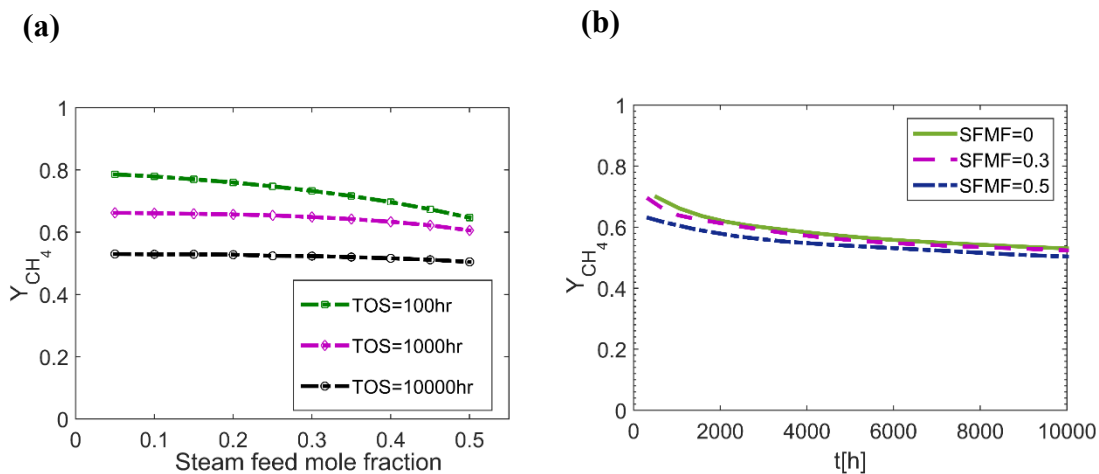 (a)
(b)
1
0.8
0.6
0.4
0.2
0
Y_CH_4
TOS=100hr
TOS=1000hr
TOS=10000hr
0 0.1 0.2 0.3 0.4 0.5
Steam feed mole fraction
1
0.8
0.6
0.4
0.2
0
Y_CH_4
SFMF=0
SFMF=0.3
SFMF=0.5
0 2000 4000 6000 8000 10000
t[h]